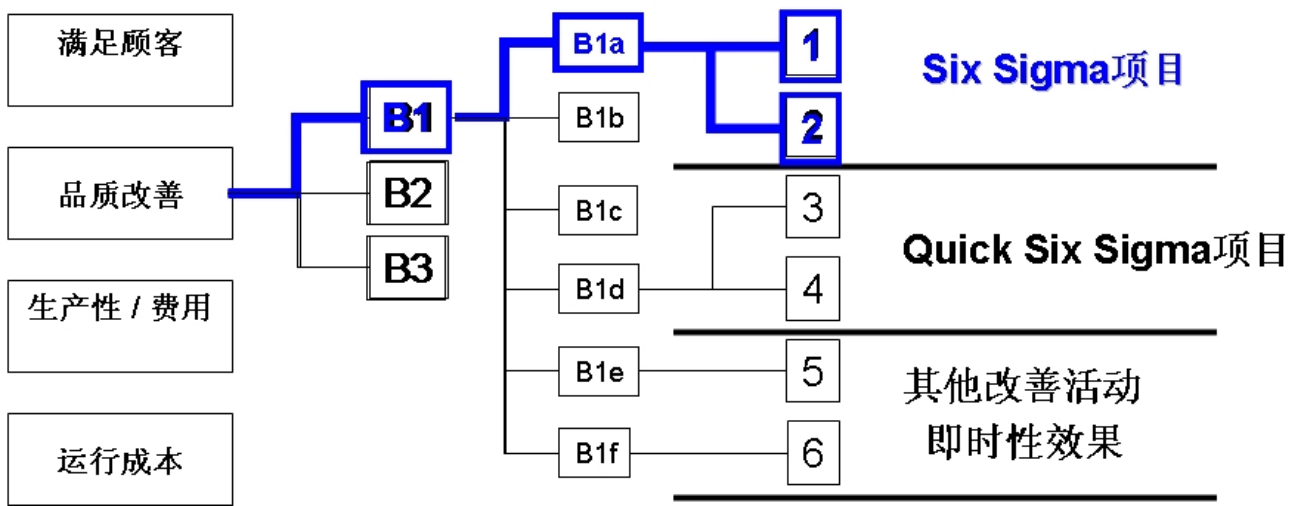 满足顾客
品质改善
生产性 / 费用
运行成本
B1
B2
B3
B1a
B1b
B1c
B1d
B1e
B1f
1
2
3
4
5
6
Six Sigma项目
Quick Six Sigma项目
其他改善活动
即时性效果